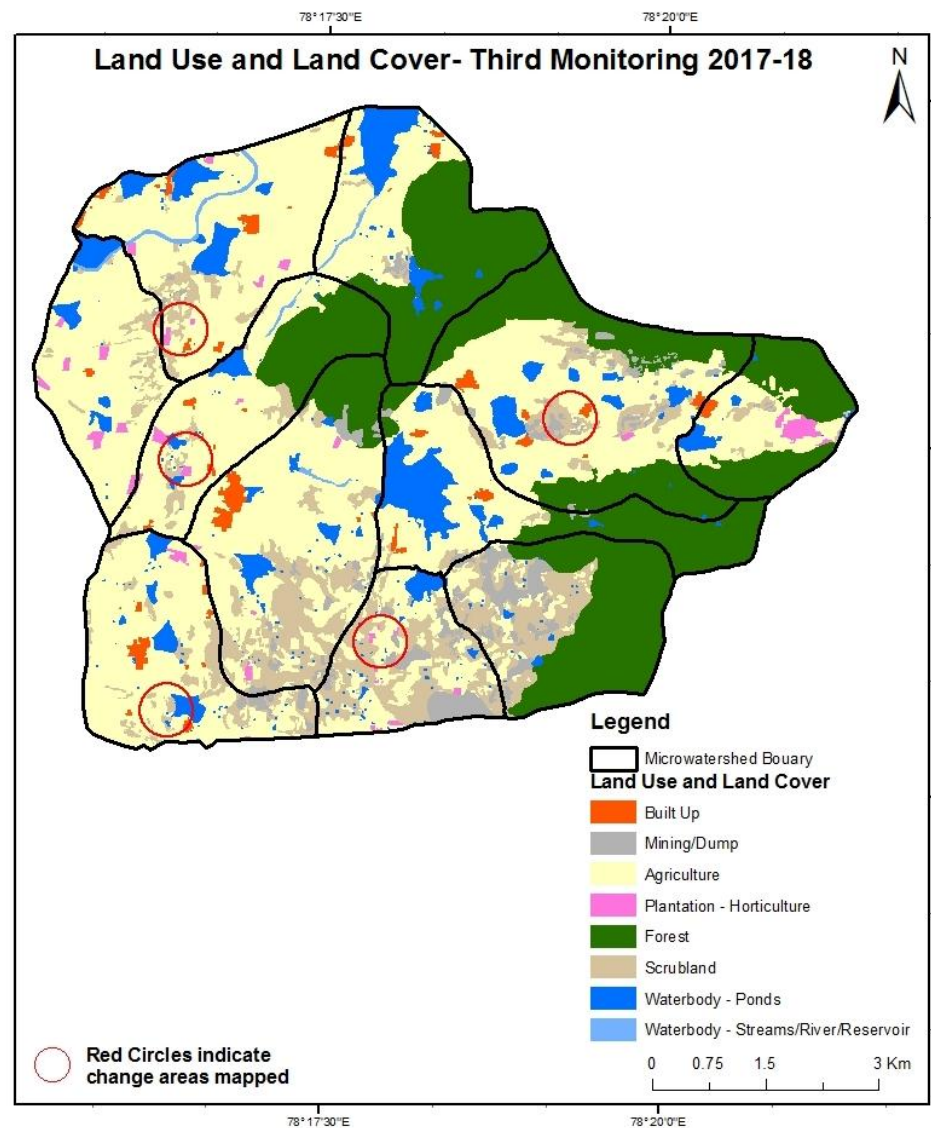 78°17'30"E 78°20'0"E
Land Use and Land Cover- Third Monitoring 2017-18
N
Legend
Microwatershed Bouary
Land Use and Land Cover
Built Up
Mining/Dump
Agriculture
Plantation - Horticulture
Forest
Scrubland
Waterbody - Ponds
Waterbody - Streams/River/Reservoir
Red Circles indicate
change areas mapped
0 0.75 1.5 3 Km
78°17'30"E 78°20'0"E